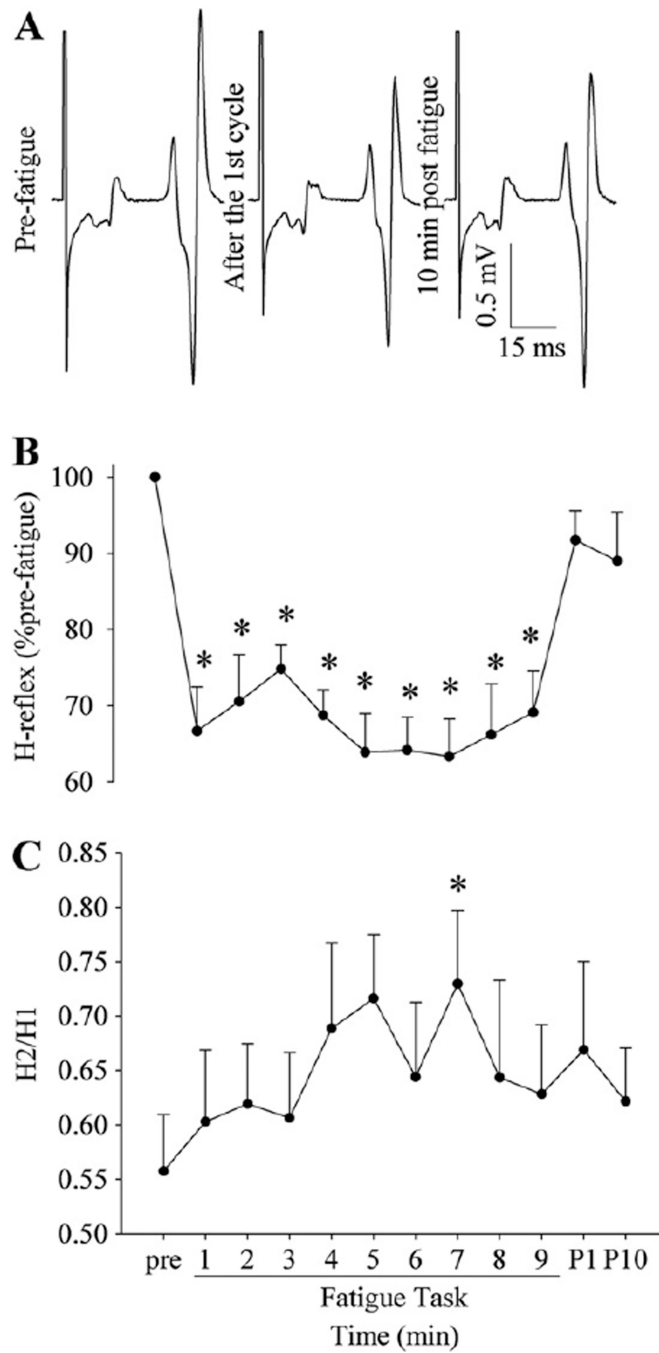 A
Pre-fatigue
After the 1st cycle
10 min post fatigue
0.5 mV
15 ms
B
H-reflex (%pre-fatigue)
100
90
80
70
60
* * * * * * * * *
C
H2/H1
0.85
0.80
0.75
0.70
0.65
0.60
0.55
0.50
*
pre 1 2 3 4 5 6 7 8 9 P1 P10
Fatigue Task
Time (min)